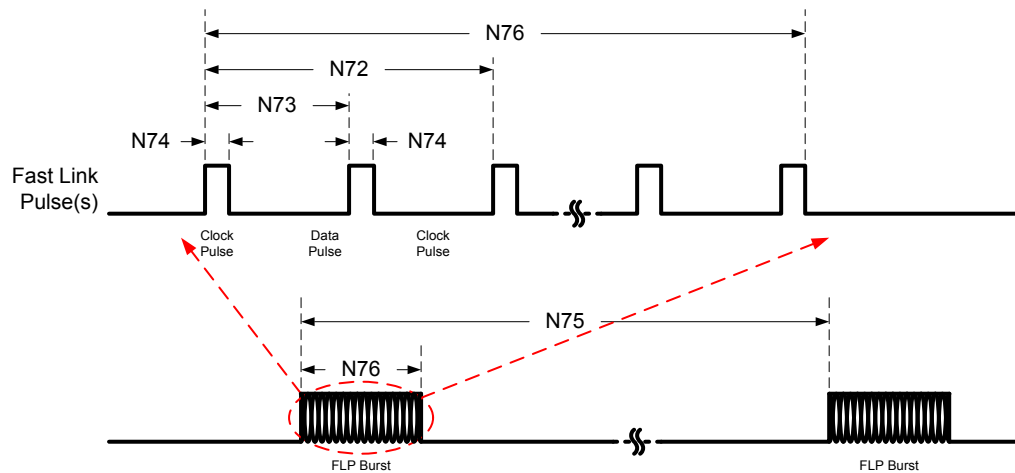 N76
N72
N73
N74
N74
Fast Link
Pulse(s)
Clock
Pulse
Data
Pulse
Clock
Pulse
N75
N76
FLP Burst
FLP Burst